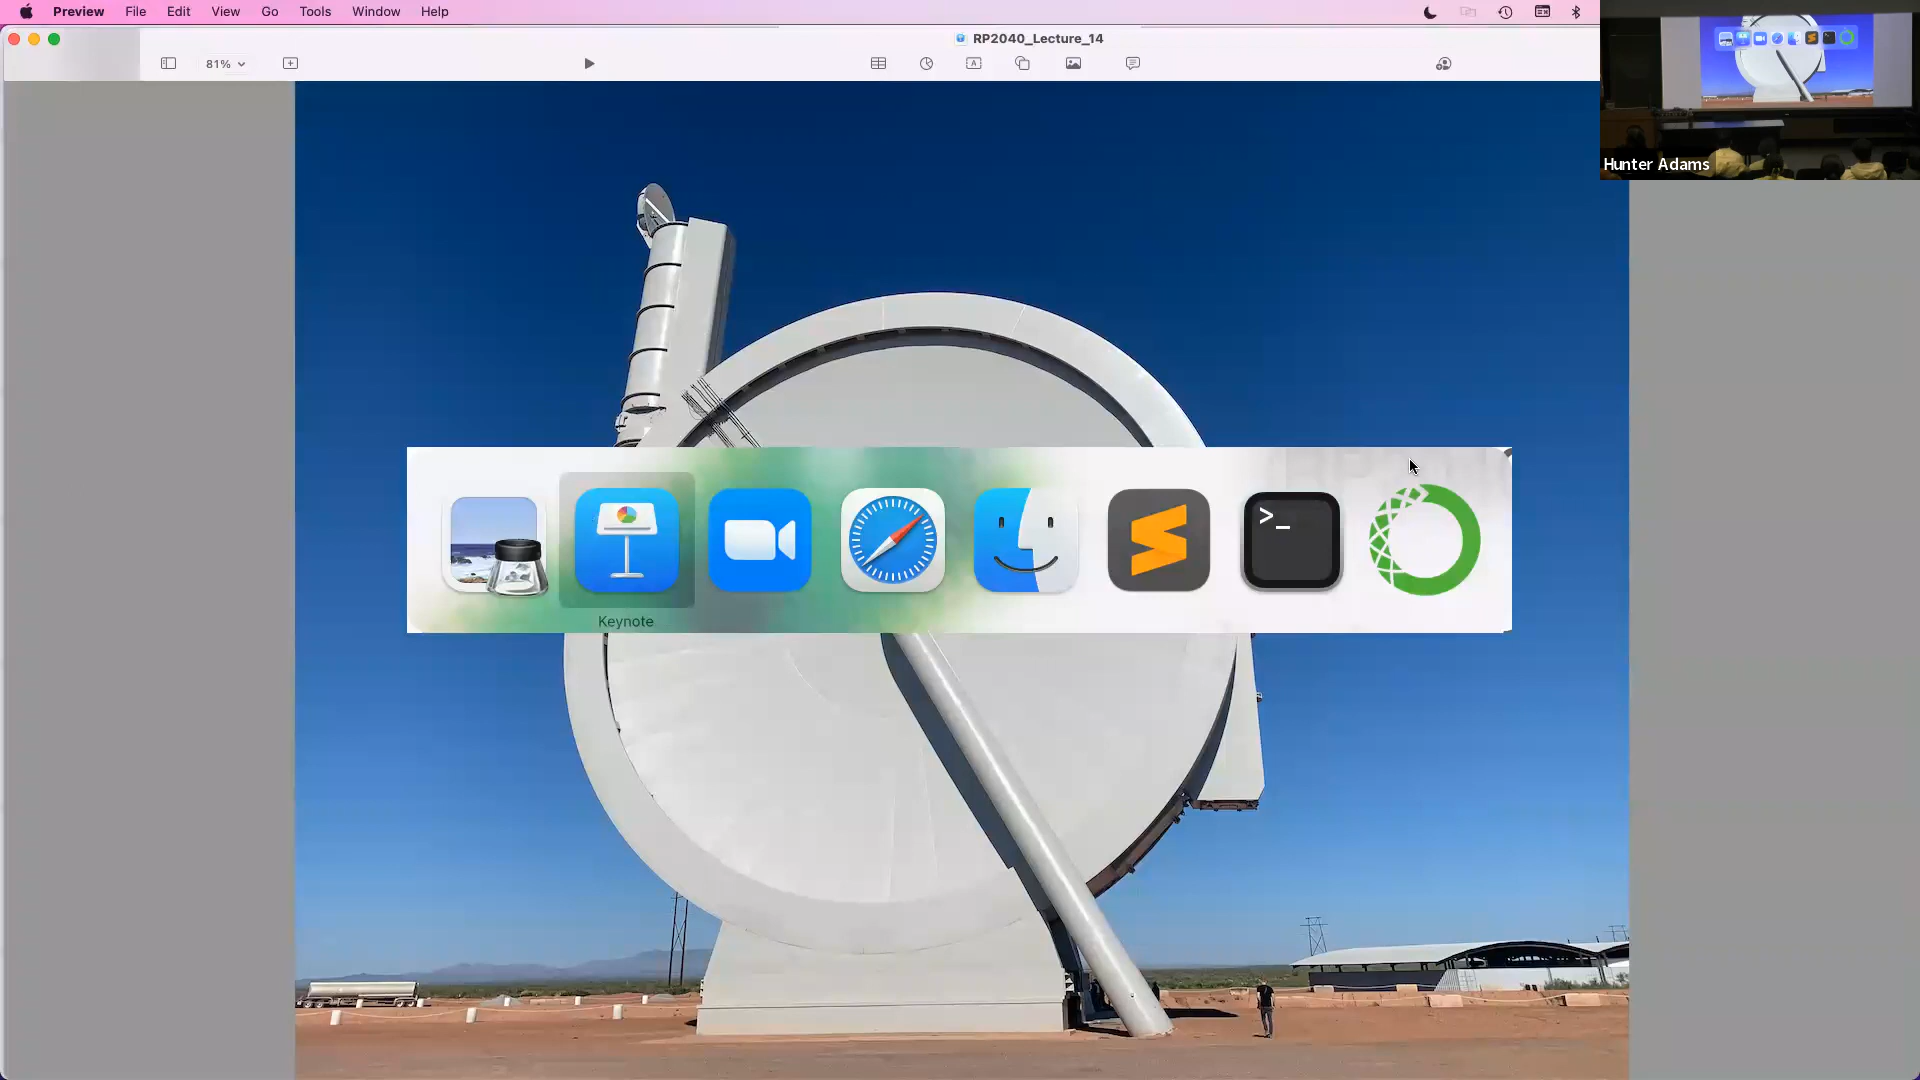 Preview File Edit View Go Tools Window Help
RP2040_Lecture_14
81%
Hunter Adams
>_
Keynote